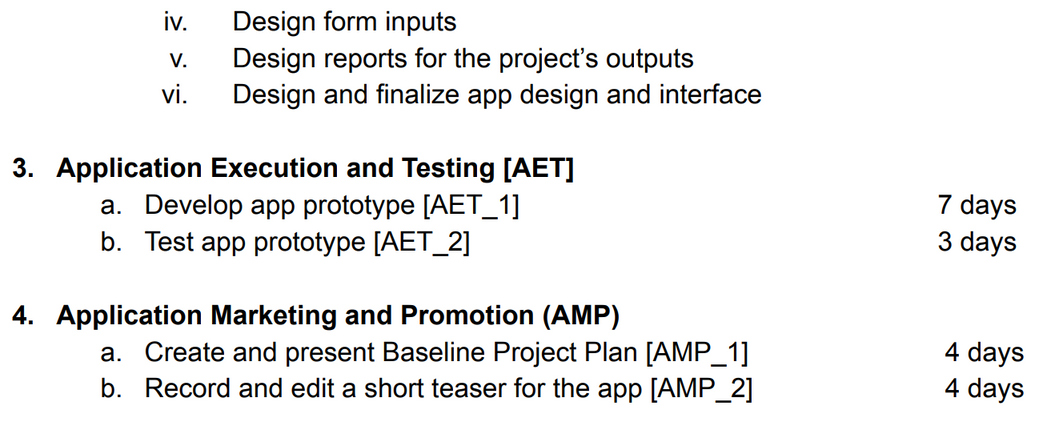 iv. Design form inputs
v. Design reports for the project’s outputs
vi. Design and finalize app design and interface
3. Application Execution and Testing [AET]
a. Develop app prototype [AET_1] 7 days
b. Test app prototype [AET_2] 3 days
4. Application Marketing and Promotion (AMP)
a. Create and present Baseline Project Plan [AMP_1] 4 days
b. Record and edit a short teaser for the app [AMP_2] 4 days